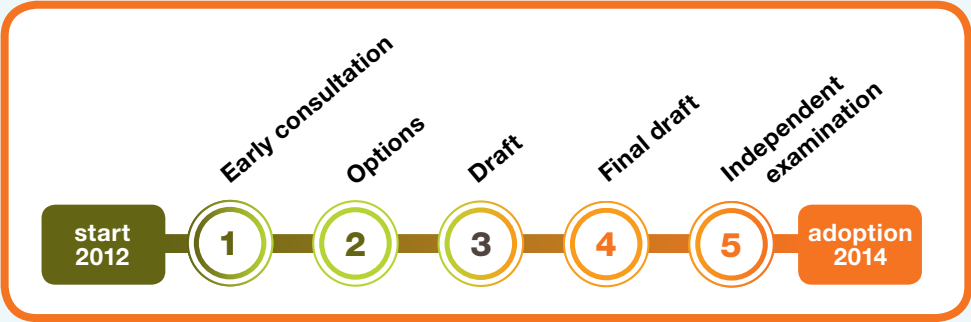 Early consultation
Options
Draft
Final draft
Independent
examination
start
2012
1
2
3
4
5
adoption
2014